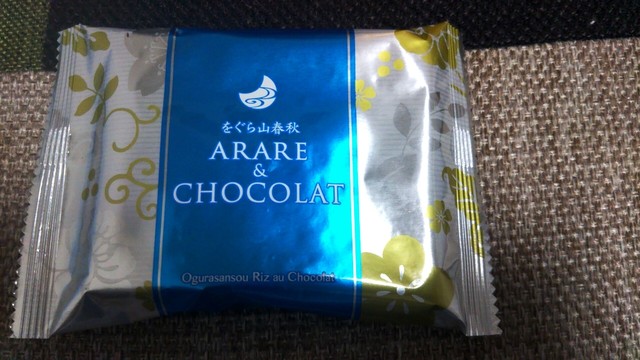 をぐら山春秋
ARARE
&
CHOCOLAT
Ogurasansou Riz au Chocolat